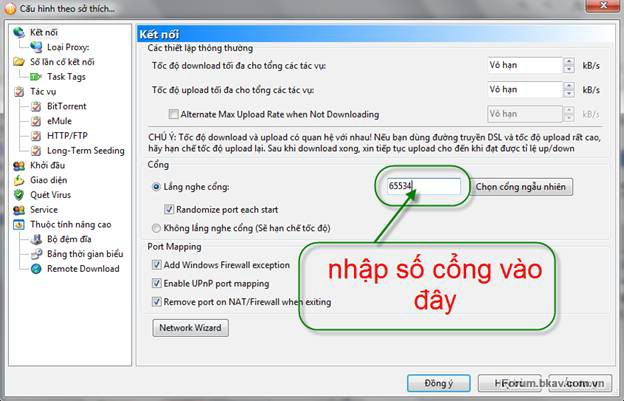 Cấu hình theo sở thích...
Kết nối
Loại Proxy:
Số lần cố kết nối
Task Tags
Tác vụ
BitTorrent
eMule
HTTP/FTP
Long-Term Seeding
Khởi đầu
Giao diện
Quét Virus
Service
Thuộc tính nâng cao
Bộ đệm đĩa
Bảng thời gian biểu
Remote Download
Kết nối
Các thiết lập thông thường
Tốc độ download tối đa cho tổng các tác vụ: Vô hạn kB/s
Tốc độ upload tối đa cho tổng các tác vụ: Vô hạn kB/s
Alternate Max Upload Rate when Not Downloading kB/s
CHÚ Ý: Tốc độ download và upload có quan hệ với nhau! Nếu bạn dùng đường truyền DSL và tốc độ upload rất cao,
hãy hạn chế tốc độ upload lại. Sau khi download xong, xin tiếp tục upload cho đến khi đạt được tỉ lệ up/down
Cổng
Lắng nghe cổng: 65534 Chọn cổng ngẫu nhiên
Randomize port each start
Không lắng nghe cổng (Sẽ hạn chế tốc độ)
Port Mapping
Add Windows Firewall exception
Enable UPnP port mapping
Remove port on NAT/Firewall when exiting
nhập số cổng vào
đây
Network Wizard
Đồng ý
Forum.bkav.com.vn